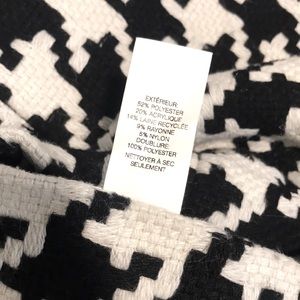 EXTÉRIEUR:
52% POLYESTER
20% ACRYLIQUE
14% LAINE RECYCLÉE
9% RAYONNE
5% NYLON
DOUBLURE:
100% POLYESTER
NETTOYER À SEC
SEULEMENT